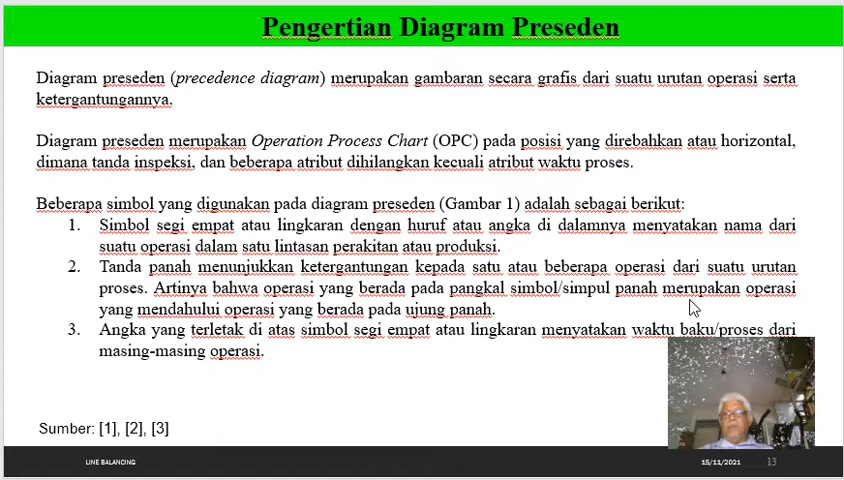 Pengertian Diagram Preseden
Diagram preseden (precedence diagram) merupakan gambaran secara grafis dari suatu urutan operasi serta
ketergantungannya.
Diagram preseden merupakan Operation Process Chart (OPC) pada posisi yang direbahkan atau horizontal,
dimana tanda inspeksi, dan beberapa atribut dihilangkan kecuali atribut waktu proses.
Beberapa simbol yang digunakan pada diagram preseden (Gambar 1) adalah sebagai berikut:
1. Simbol segi empat atau lingkaran dengan huruf atau angka di dalamnya menyatakan nama dari
suatu operasi dalam satu lintasan perakitan atau produksi.
2. Tanda panah menunjukkan ketergantungan kepada satu atau beberapa operasi dari suatu urutan
proses. Artinya bahwa operasi yang berada pada pangkal simbol/simpul panah merupakan operasi
yang mendahului operasi yang berada pada ujung panah.
3. Angka yang terletak di atas simbol segi empat atau lingkaran menyatakan waktu baku/proses dari
masing-masing operasi.
Sumber: [1], [2], [3]
LINE BALANCING
15/11/2021
13